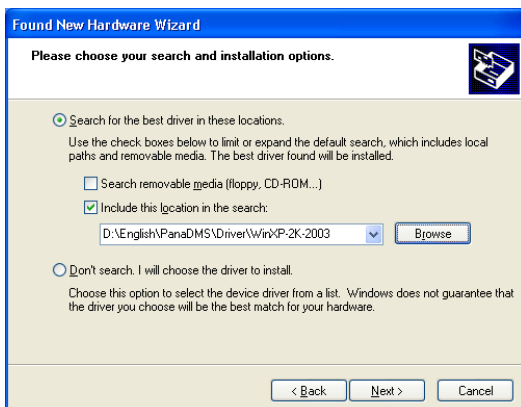 Found New Hardware Wizard
Please choose your search and installation options.
Search for the best driver in these locations.
Use the check boxes below to limit or expand the default search, which includes local
paths and removable media. The best driver found will be installed.
Search removable media (floppy, CD-ROM...)
Include this location in the search:
D:\English\PanaDMS\Driver\WinXP-2K-2003
Browse
Don't search. I will choose the driver to install.
Choose this option to select the device driver from a list. Windows does not guarantee that
the driver you choose will be the best match for your hardware.
< Back
Next >
Cancel